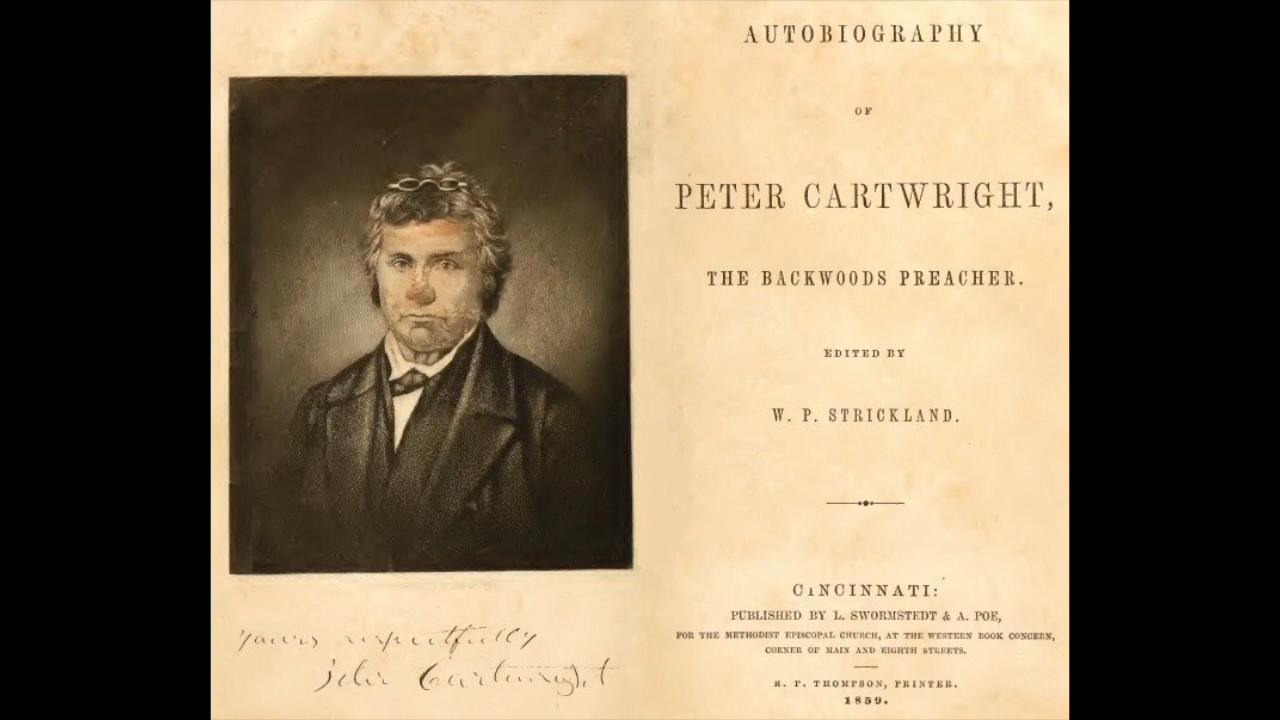 Yours respectfully
Peter Cartwright
AUTOBIOGRAPHY
OF
PETER CARTWRIGHT,
THE BACKWOODS PREACHER.
EDITED BY
W. P. STRICKLAND.
CINCINNATI:
PUBLISHED BY L. SWORMSTEDT & A. POE,
FOR THE METHODIST EPISCOPAL CHURCH, AT THE WESTERN BOOK CONCERN,
CORNER OF MAIN AND EIGHTH STREETS.
R. P. THOMPSON, PRINTER.
1859.